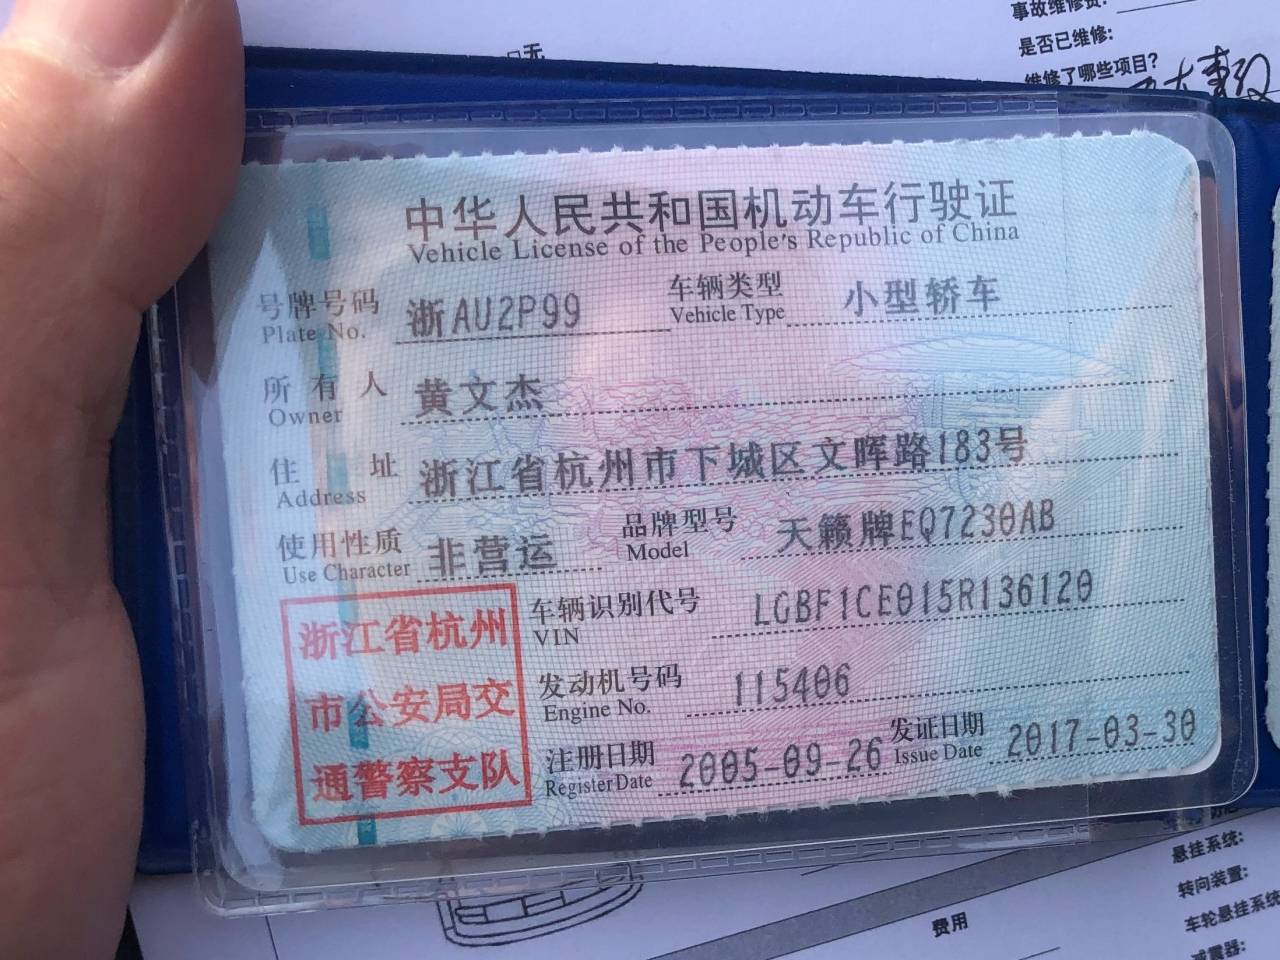 事故维修费:
□无
是否已维修:
维修了哪些项目?
中华人民共和国机动车行驶证
Vehicle License of the People's Republic of China
号牌号码 浙AU2P99 车辆类型 小型轿车
Plate No. Vehicle Type
所有人 黄文杰
Owner
住址 浙江省杭州市下城区文晖路183号
Address
使用性质 非营运 品牌型号 天籁牌EQ7230AB
Use Character Model
浙江省杭州
市公安局交
通警察支队
车辆识别代号 LGBF1CE015R136120
VIN
发动机号码 115406
Engine No.
注册日期 2005-09-26 发证日期 2017-03-30
Register Date Issue Date
悬挂系统:
转向装置:
费用
车轮悬挂系统
减震器: